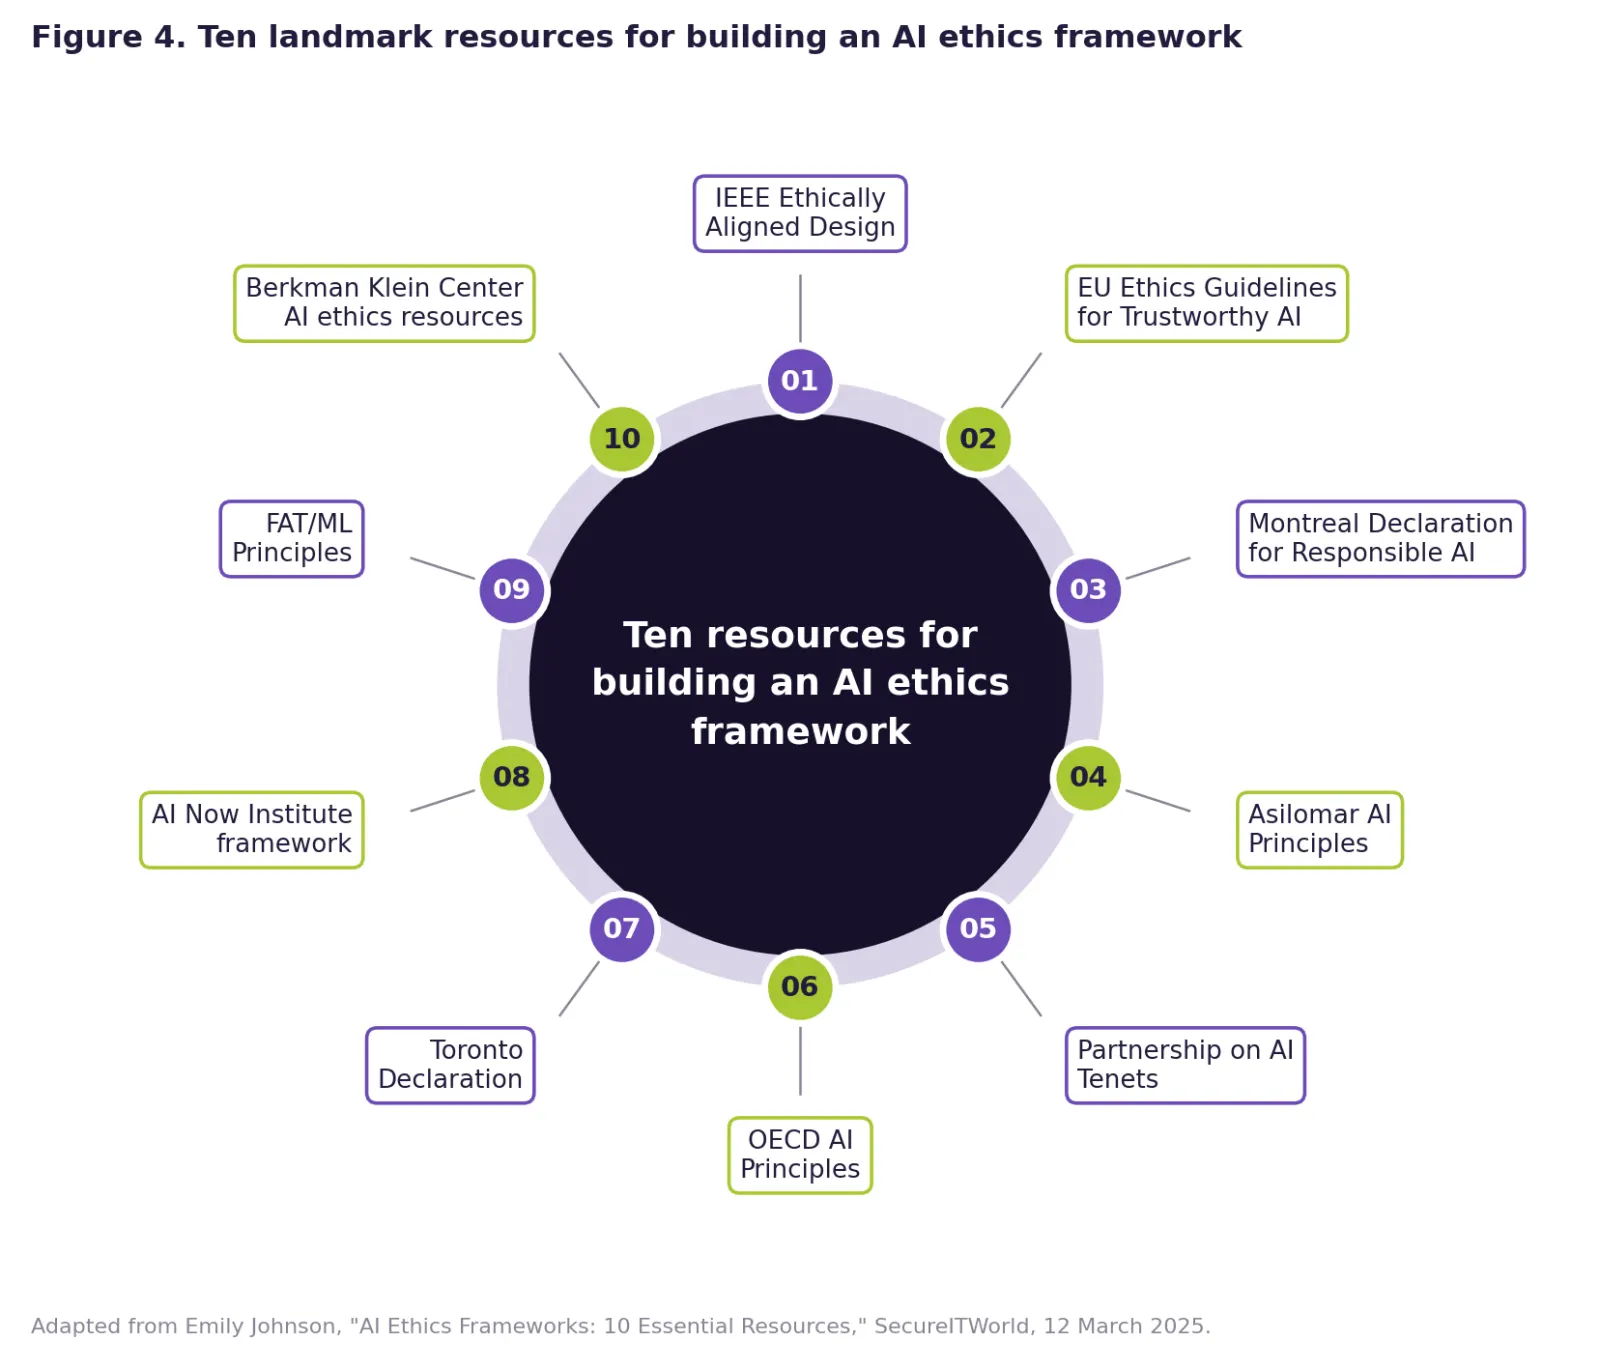 Figure 4. Ten landmark resources for building an AI ethics framework
IEEE Ethically
Aligned Design
Berkman Klein Center
AI ethics resources
EU Ethics Guidelines
for Trustworthy AI
01
10
02
FAT/ML
Principles
Montreal Declaration
for Responsible AI
09
03
Ten resources for
building an AI ethics
framework
08
04
AI Now Institute
framework
Asilomar AI
Principles
07
05
06
Toronto
Declaration
Partnership on AI
Tenets
OECD AI
Principles
Adapted from Emily Johnson, "AI Ethics Frameworks: 10 Essential Resources," SecureITWorld, 12 March 2025.